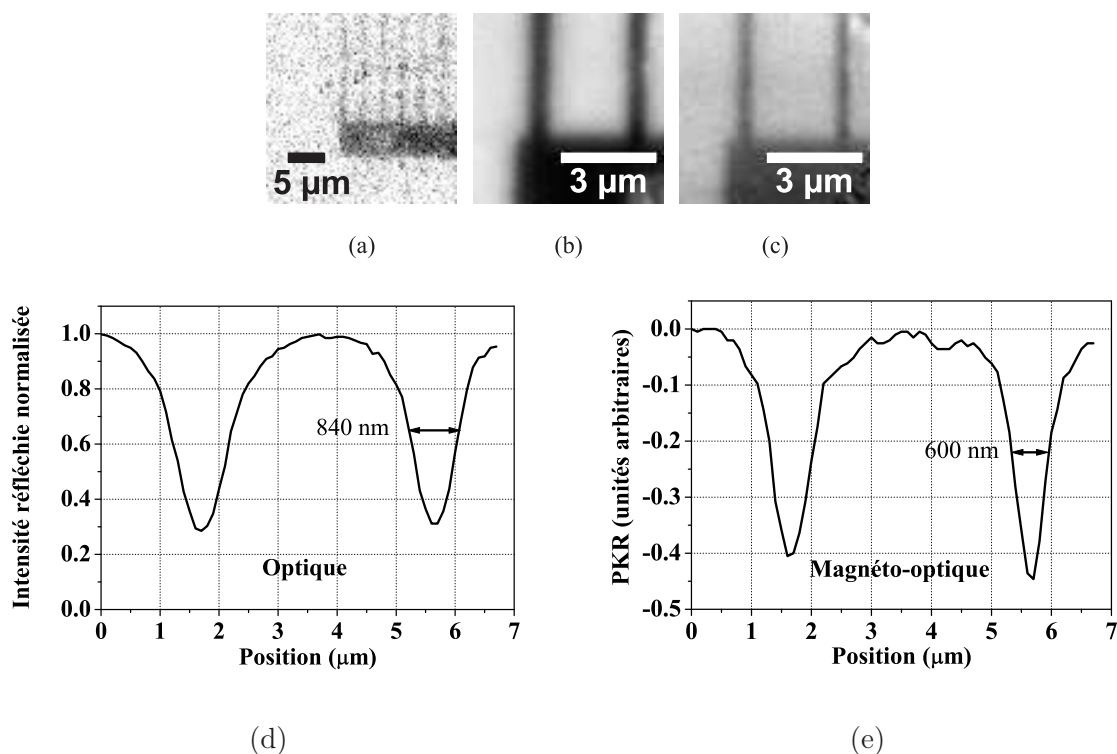 5 µm
3 µm
3 µm
(a)
(b)
(c)
Intensité réfléchie normalisée
1.0
0.8
0.6
0.4
0.2
0.0
840 nm
Optique
0 1 2 3 4 5 6 7
Position (µm)
(d)
PKR (unités arbitraires)
0.0
-0.1
-0.2
-0.3
-0.4
-0.5
600 nm
Magnéto-optique
0 1 2 3 4 5 6 7
Position (µm)
(e)